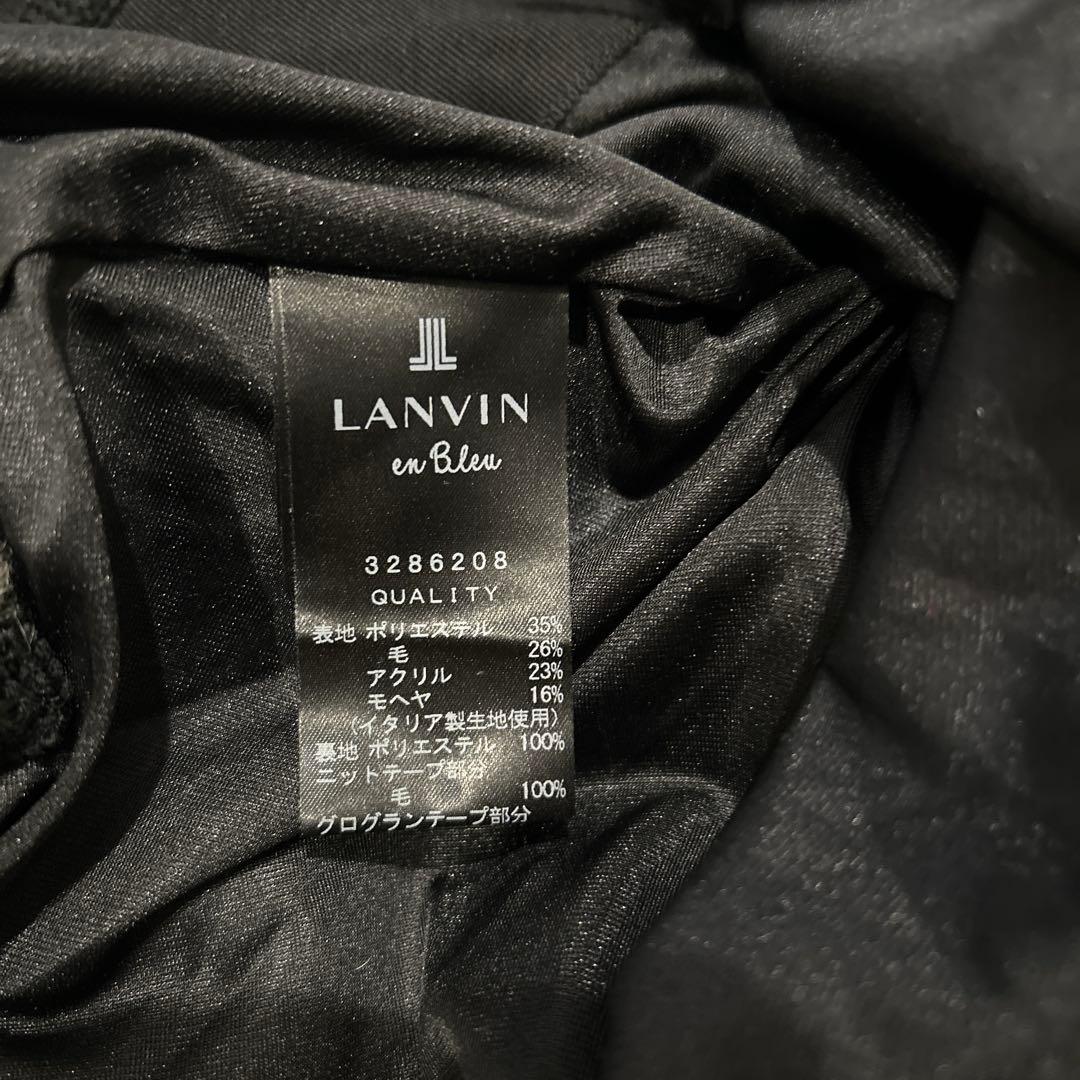 LANVIN
en Bleu
3286208
QUALITY
表地 ポリエステル 35%
毛 26%
アクリル 23%
モヘヤ 16%
(イタリア製生地使用)
裏地 ポリエステル 100%
ニットテープ部分
毛 100%
グログランテープ部分